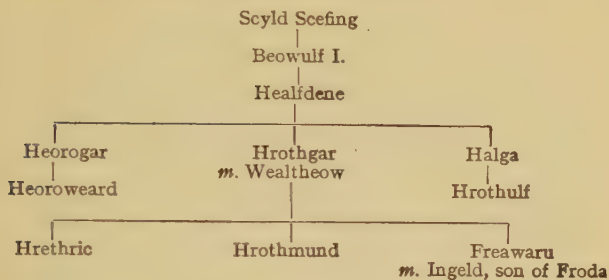 Scyld Scefing
Beowulf I.
Healfdene
Heorogar Hrothgar Halga
m. Wealtheow
Heoroweard Hrothulf
Hrethric Hrothmund Freawaru
m. Ingeld, son of Froda